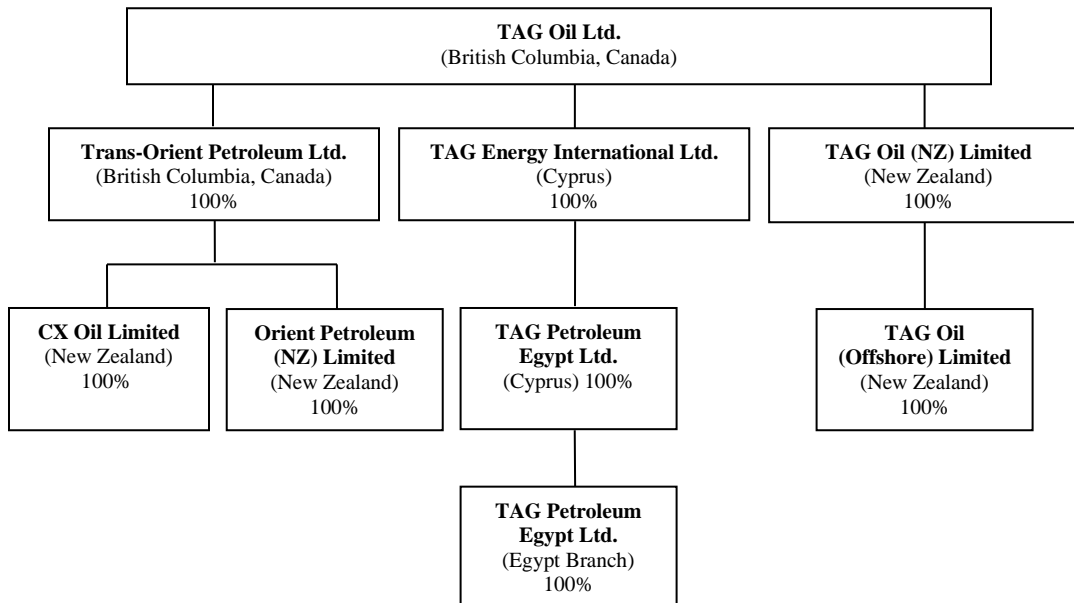 TAG Oil Ltd.
(British Columbia, Canada)
Trans-Orient Petroleum Ltd.
(British Columbia, Canada)
100%
TAG Energy International Ltd.
(Cyprus)
100%
TAG Oil (NZ) Limited
(New Zealand)
100%
CX Oil Limited
(New Zealand)
100%
Orient Petroleum
(NZ) Limited
(New Zealand)
100%
TAG Petroleum
Egypt Ltd.
(Cyprus) 100%
TAG Oil
(Offshore) Limited
(New Zealand)
100%
TAG Petroleum
Egypt Ltd.
(Egypt Branch)
100%